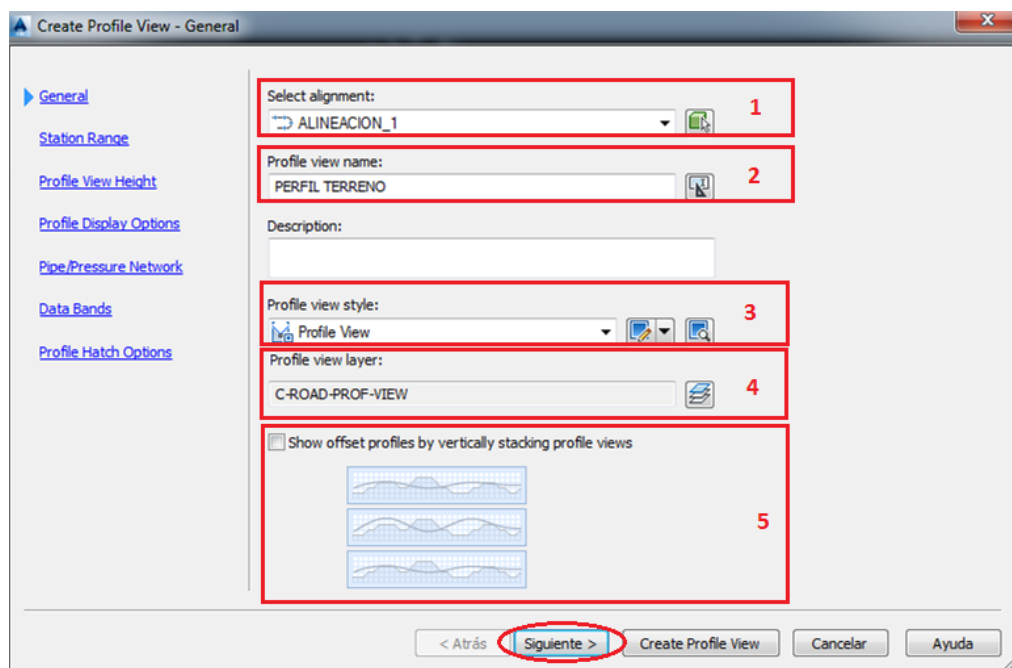 Create Profile View - General
General
Station Range
Profile View Height
Profile Display Options
Pipe/Pressure Network
Data Bands
Profile Hatch Options
Select alignment:
ALINEACION_1
1
Profile view name:
PERFIL TERRENO
2
Description:
Profile view style:
Profile View
3
Profile view layer:
C-ROAD-PROF-VIEW
4
Show offset profiles by vertically stacking profile views
5
< Atrás Siguiente > Create Profile View Cancelar Ayuda